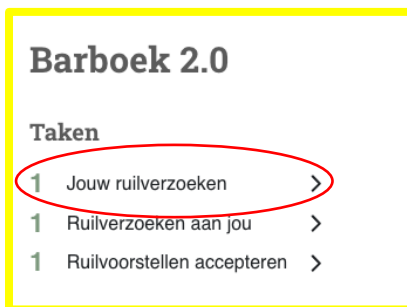 Barboek 2.0
Taken
1 Jouw ruilverzoeken
1 Ruilverzoeken aan jou
1 Ruilvoorstellen accepteren